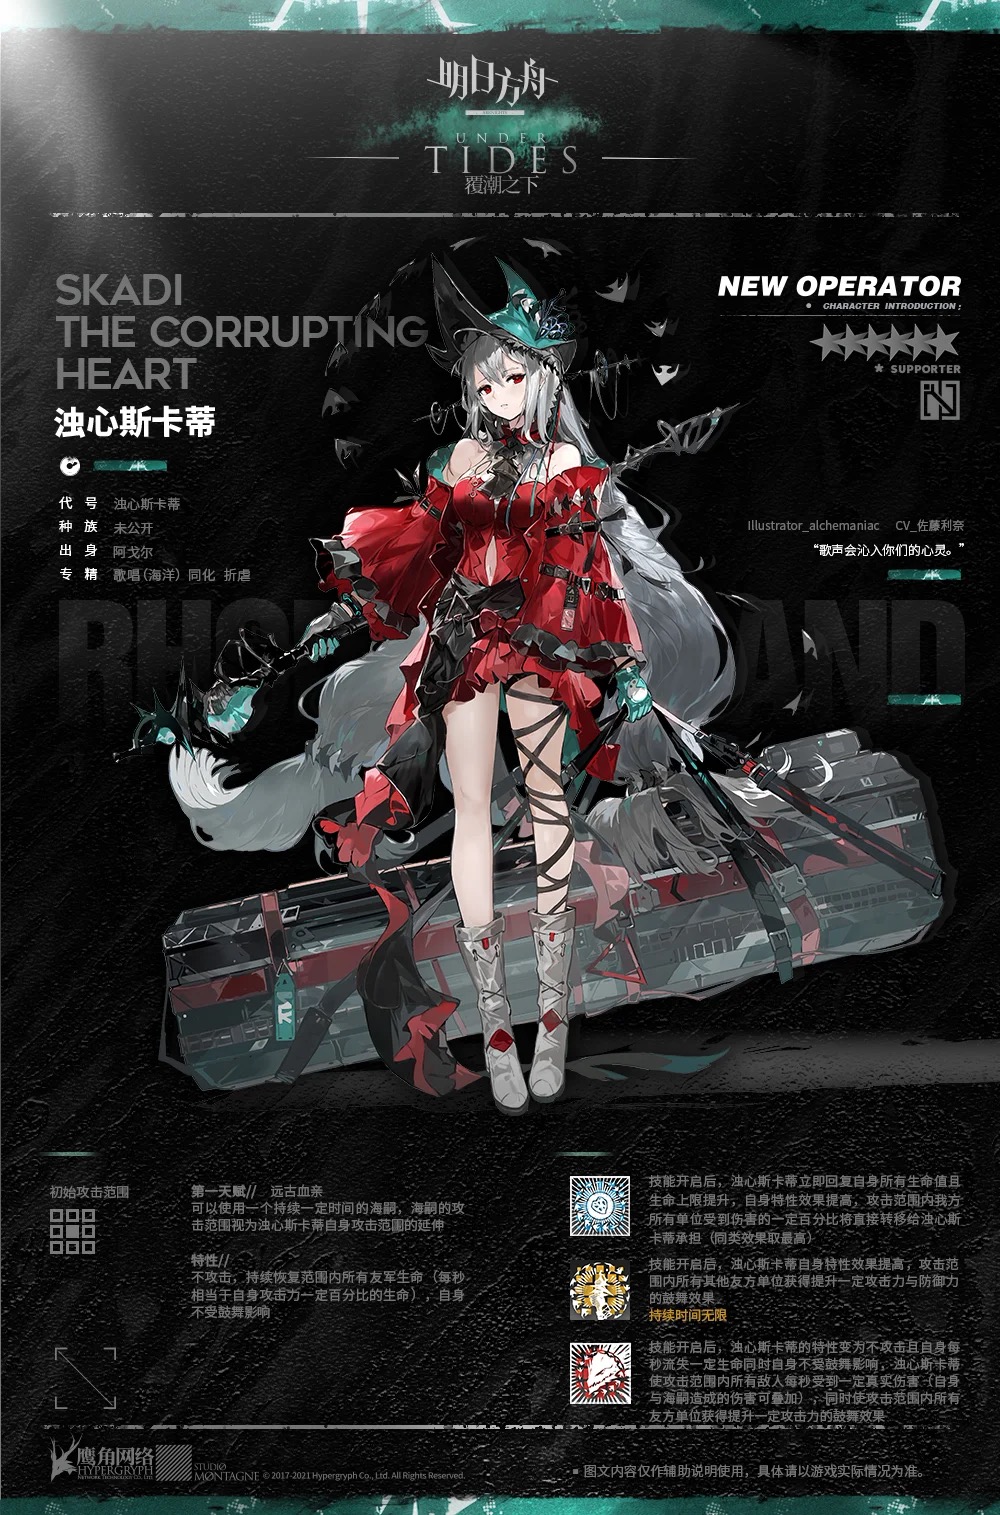 明日方舟
UNDER
TIDES
覆潮之下
SKADI
THE CORRUPTING
HEART
浊心斯卡蒂
NEW OPERATOR
CHARACTER INTRODUCTION :
* SUPPORTER
代 号 浊心斯卡蒂
种 族 未公开
出 身 阿戈尔
专 精 歌唱(海洋) 同化 折虐
Illustrator_alchemaniac CV_佐藤利奈
“歌声会沁入你们的心灵。”
初始攻击范围
第一天赋// 远古血亲
可以使用一个持续一定时间的海嗣，海嗣的攻
击范围视为浊心斯卡蒂自身攻击范围的延伸
特性//
不攻击，持续恢复范围内所有友军生命（每秒
相当于自身攻击力一定百分比的生命），自身
不受鼓舞影响
技能开启后，浊心斯卡蒂立即回复自身所有生命值且
生命上限提升，自身特性效果提高，攻击范围内我方
所有单位受到伤害的一定百分比将直接转移给浊心斯
卡蒂承担（同类效果取最高）
技能开启后，浊心斯卡蒂自身特性效果提高，攻击范
围内所有其他友方单位获得提升一定攻击力与防御力
的鼓舞效果
持续时间无限
技能开启后，浊心斯卡蒂的特性变为不攻击且自身每
秒流失一定生命同时自身不受鼓舞影响，浊心斯卡蒂
使攻击范围内所有敌人每秒受到一定真实伤害（自身
与海嗣造成的伤害可叠加），同时使攻击范围内所有
友方单位获得提升一定攻击力的鼓舞效果
鹰角网络
HYPERGRYPH
NETWORK TECHNOLOGY CO., LTD.
STUDIO
MONTAGNE
© 2017-2021 Hypergryph Co., Ltd. All Rights Reserved.
图文内容仅作辅助说明使用，具体请以游戏实际情况为准。